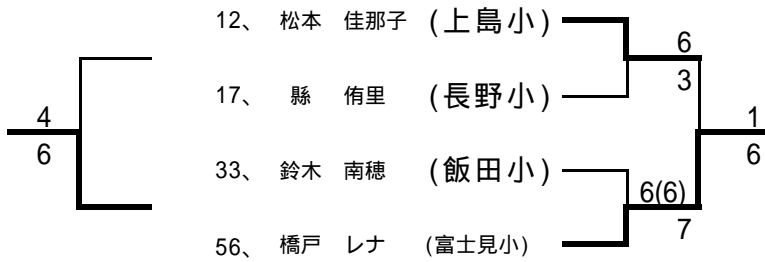 12、 松本 佳那子 (上島小)
6
3
17、 縣 侑里 (長野小)
4
6
1
6
33、 鈴木 南穂 (飯田小)
6(6)
7
56、 橋戸 レナ (富士見小)